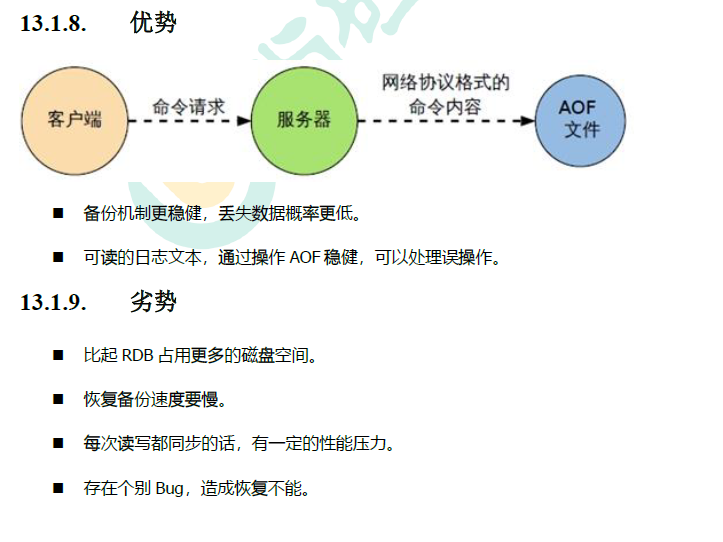 13.1.8. 优势
客户端
命令请求
服务器
网络协议格式的
命令内容
AOF
文件
■ 备份机制更稳健，丢失数据概率更低。
■ 可读的日志文本，通过操作 AOF 稳健，可以处理误操作。
13.1.9. 劣势
■ 比起 RDB 占用更多的磁盘空间。
■ 恢复备份速度要慢。
■ 每次读写都同步的话，有一定的性能压力。
■ 存在个别 Bug，造成恢复不能。